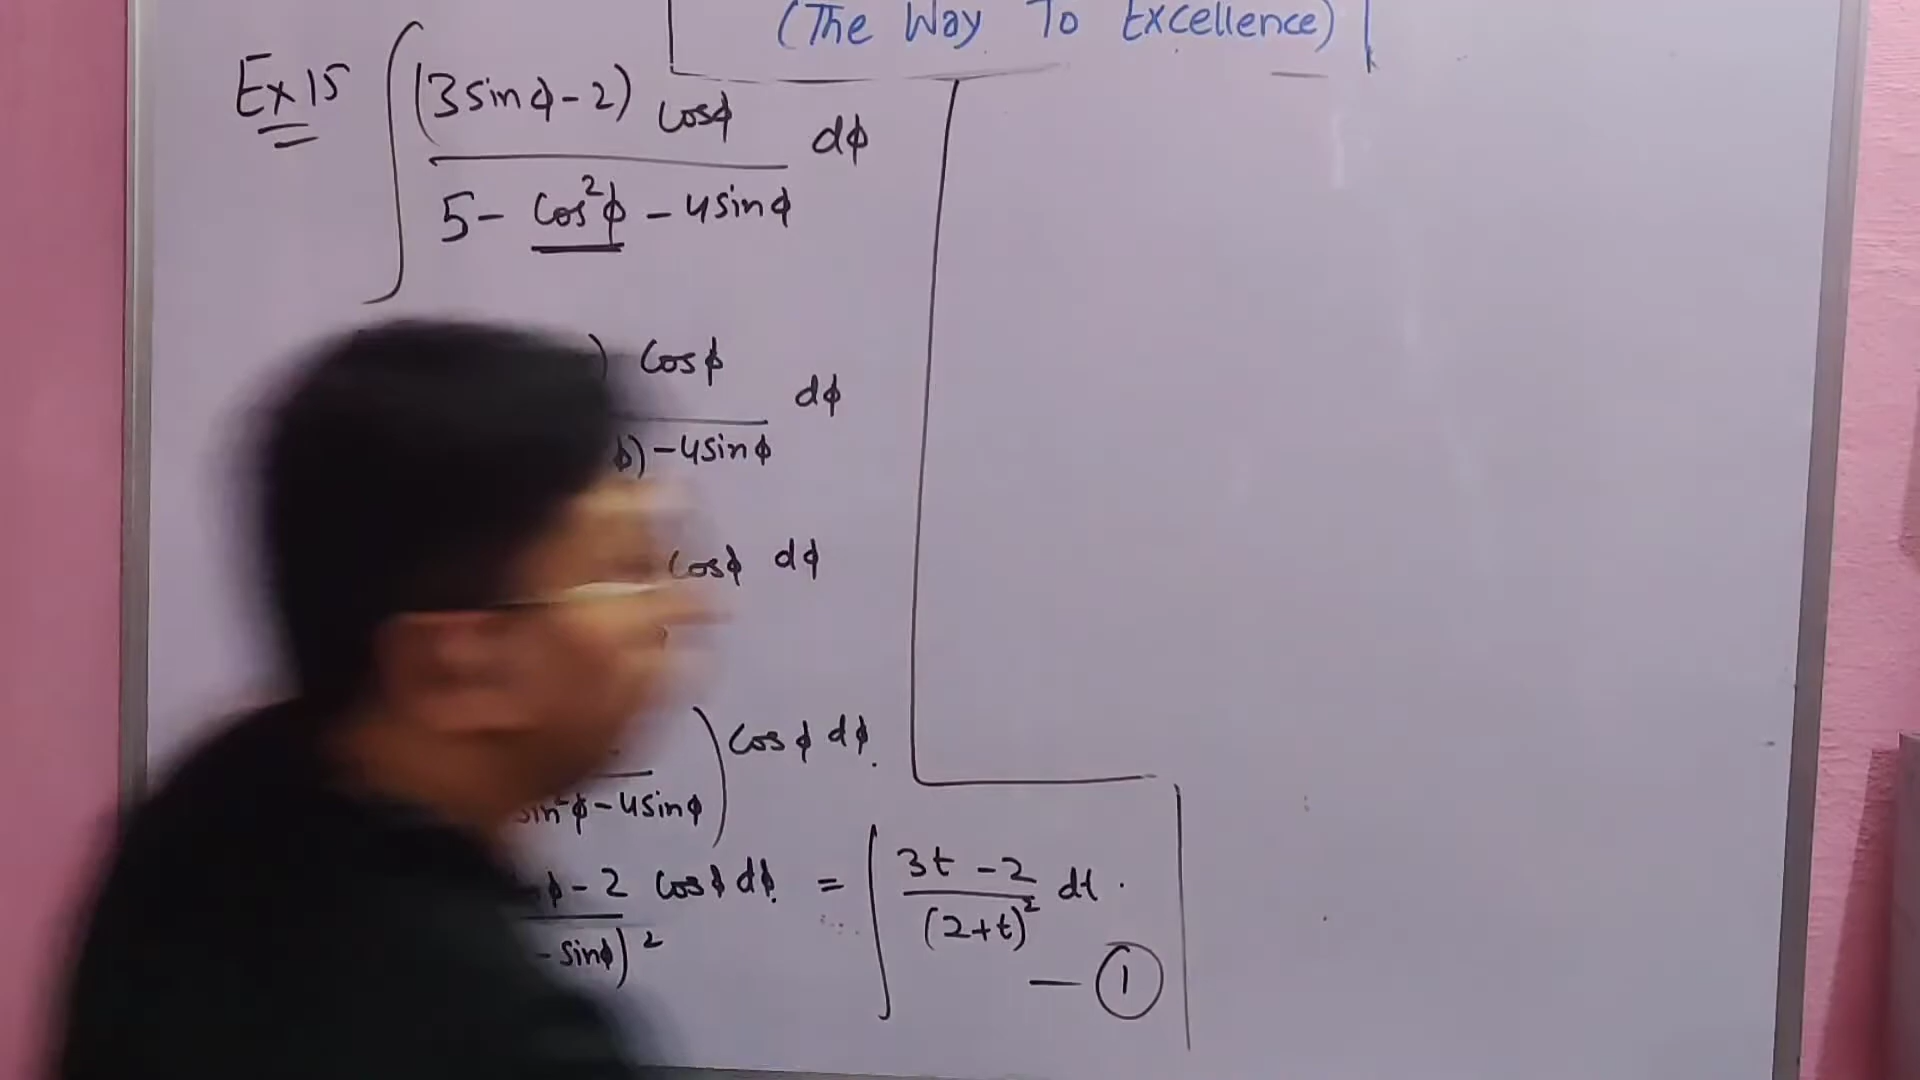 (The Way To Excellence)
Ex 15 ∫ (3sinϕ-2) cosϕ / 5 - cos²ϕ - 4sinϕ dϕ
) cosϕ / ϕ) - 4sinϕ dϕ
cosϕ dϕ
) cosϕ dϕ.
sin²ϕ - 4sinϕ
ϕ - 2 cosϕ dϕ. / - sinϕ)² = ∫ 3t - 2 / (2+t)² dt.
— ①